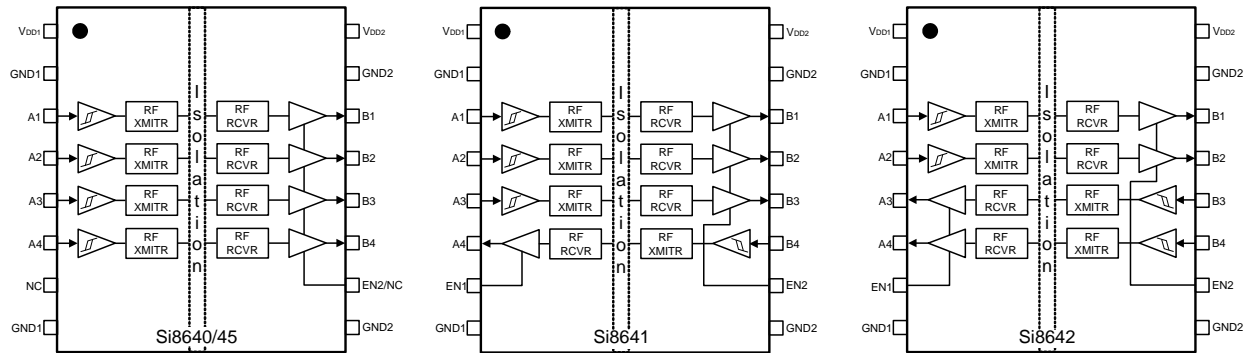 VDD1
VDD2
GND1
GND2
A1
RF XMITR
RF RCVR
B1
A2
RF XMITR
RF RCVR
B2
A3
RF XMITR
RF RCVR
B3
A4
RF XMITR
RF RCVR
B4
NC
EN2/NC
GND1
GND2
Isolation
Si8640/45
VDD1
VDD2
GND1
GND2
A1
RF XMITR
RF RCVR
B1
A2
RF XMITR
RF RCVR
B2
A3
RF XMITR
RF RCVR
B3
A4
RF RCVR
RF XMITR
B4
EN1
EN2
GND1
GND2
Isolation
Si8641
VDD1
VDD2
GND1
GND2
A1
RF XMITR
RF RCVR
B1
A2
RF XMITR
RF RCVR
B2
A3
RF RCVR
RF XMITR
B3
A4
RF RCVR
RF XMITR
B4
EN1
EN2
GND1
GND2
Isolation
Si8642